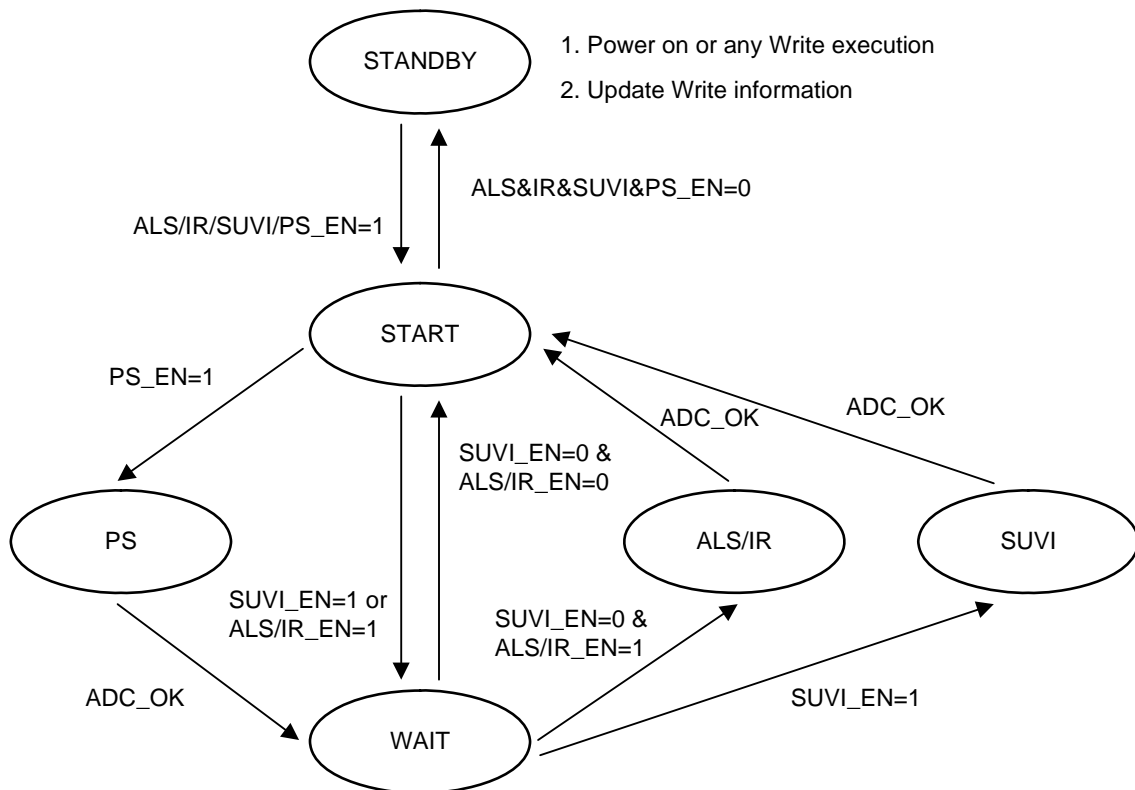 STANDBY
1. Power on or any Write execution
2. Update Write information
ALS&IR&SUVI&PS_EN=0
ALS/IR/SUVI/PS_EN=1
START
PS_EN=1
ADC_OK
ADC_OK
SUVI_EN=0 &
ALS/IR_EN=0
PS
ALS/IR
SUVI
SUVI_EN=1 or
ALS/IR_EN=1
SUVI_EN=0 &
ALS/IR_EN=1
ADC_OK
SUVI_EN=1
WAIT